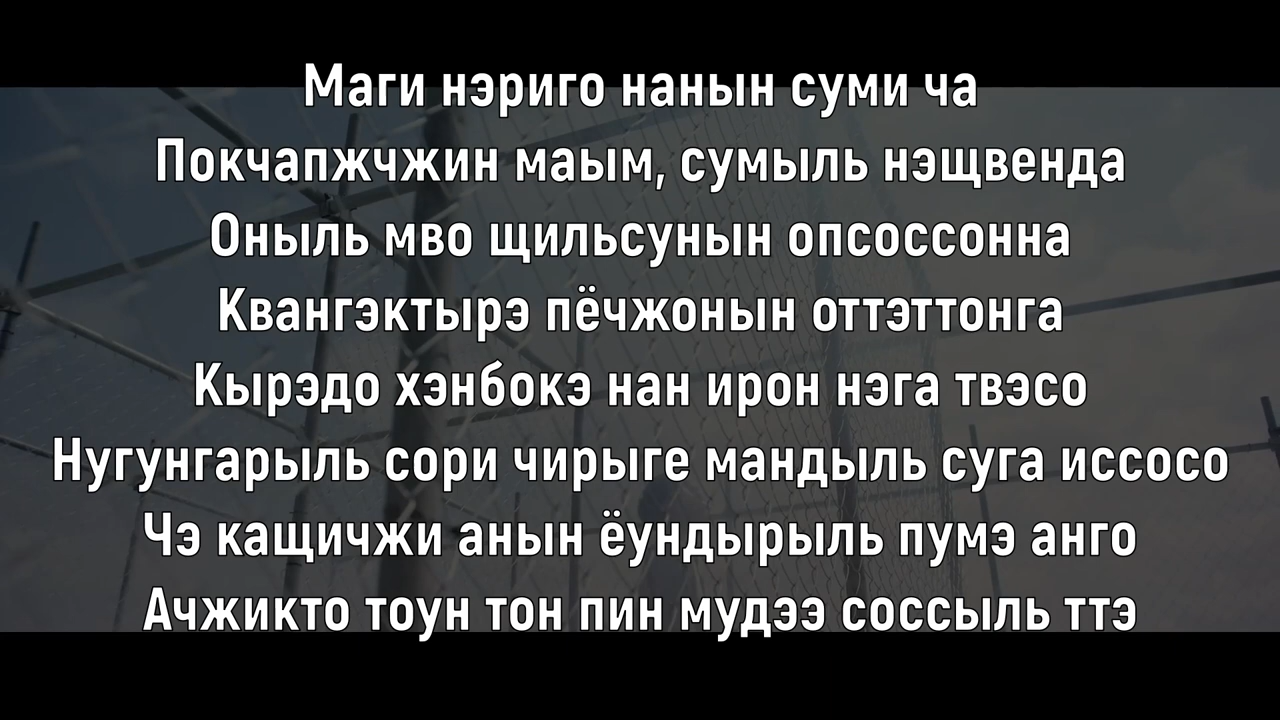 Маги нэриго нанын суми ча
Покчапжчжин маым, сумыль нэщвенда
Оныль мво щильсунын опсоссонна
Квангэктырэ пёчжонын оттэттонга
Кырэдо хэнбокэ нан ирон нэга твэсо
Нугунгарыль сори чирыге мандыль суга иссосо
Чэ кащичжи анын ёундырыль пумэ анго
Ачжикто тоун тон пин мудээ соссыль ттэ